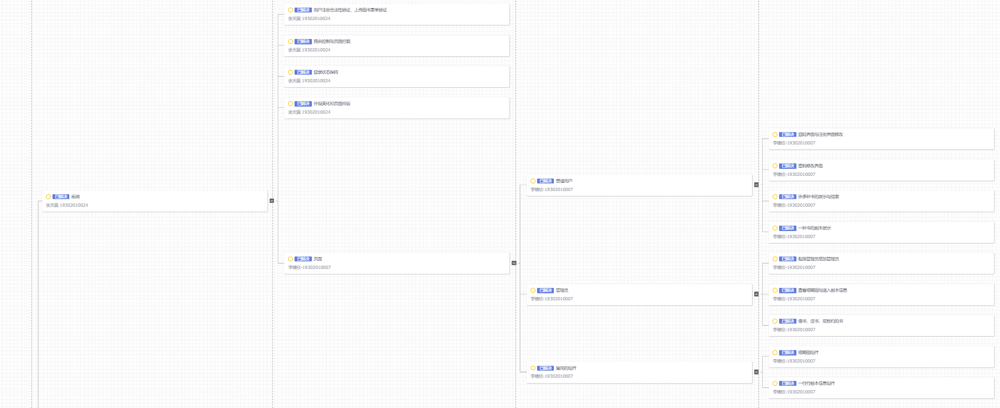 已解决 用户注册合法性验证、上传图书表单验证
张天翼 19302010024
已解决 路由控制与页面拦截
张天翼 19302010024
已解决 登录状态保持
张天翼 19302010024
已解决 外观美化和页面排版
张天翼 19302010024
已解决 前端
张天翼 19302010024
已解决 页面
李臻欣-19302010007
已解决 普通用户
李臻欣-19302010007
已解决 管理员
李臻欣-19302010007
已解决 复用的组件
李臻欣-19302010007
已解决 登陆界面与注册界面修改
李臻欣-19302010007
已解决 密码修改界面
李臻欣-19302010007
已解决 许多种书的展示与搜索
李臻欣-19302010007
已解决 一种书的副本展示
李臻欣-19302010007
已解决 超级管理员增加管理员
李臻欣-19302010007
已解决 查看缩略图与进入副本信息
李臻欣-19302010007
已解决 借书、还书、取预约的书
李臻欣-19302010007
已解决 缩略图组件
李臻欣-19302010007
已解决 一行行副本信息组件
李臻欣-19302010007